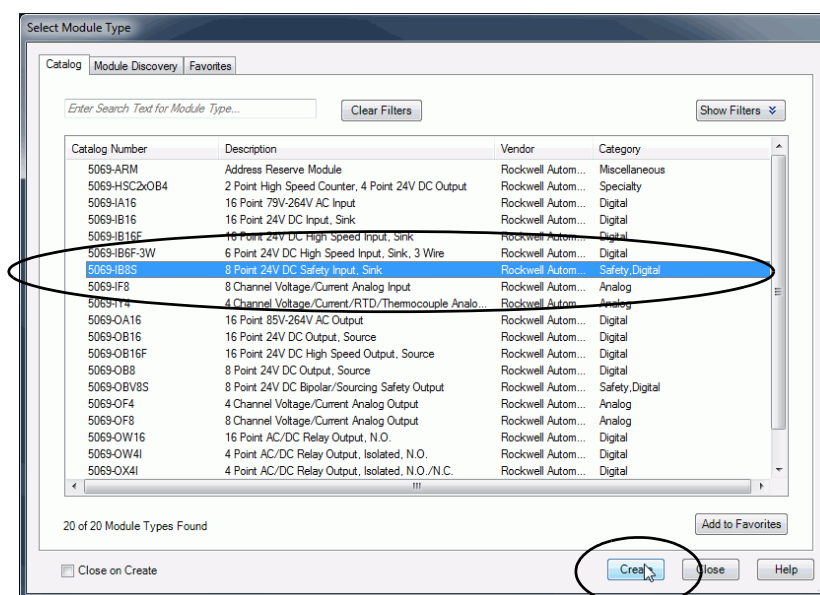 Select Module Type
Catalog Module Discovery Favorites
Enter Search Text for Module Type... Clear Filters Show Filters
Catalog Number Description Vendor Category
5069-ARM Address Reserve Module Rockwell Autom... Miscellaneous
5069-HSC2xOB4 2 Point High Speed Counter, 4 Point 24V DC Output Rockwell Autom... Specialty
5069-IA16 16 Point 79V-264V AC Input Rockwell Autom... Digital
5069-IB16 16 Point 24V DC Input, Sink Rockwell Autom... Digital
5069-IB16F 16 Point 24V DC High Speed Input, Sink Rockwell Autom... Digital
5069-IB6F-3W 6 Point 24V DC High Speed Input, Sink, 3 Wire Rockwell Autom... Digital
5069-IB8S 8 Point 24V DC Safety Input, Sink Rockwell Autom... Safety,Digital
5069-IF8 8 Channel Voltage/Current Analog Input Rockwell Autom... Analog
5069-IY4 4 Channel Voltage/Current/RTD/Thermocouple Analo... Rockwell Autom... Analog
5069-OA16 16 Point 85V-264V AC Output Rockwell Autom... Digital
5069-OB16 16 Point 24V DC Output, Source Rockwell Autom... Digital
5069-OB16F 16 Point 24V DC High Speed Output, Source Rockwell Autom... Digital
5069-OB8 8 Point 24V DC Output, Source Rockwell Autom... Digital
5069-OBV8S 8 Point 24V DC Bipolar/Sourcing Safety Output Rockwell Autom... Safety,Digital
5069-OF4 4 Channel Voltage/Current Analog Output Rockwell Autom... Analog
5069-OF8 8 Channel Voltage/Current Analog Output Rockwell Autom... Analog
5069-OW16 16 Point AC/DC Relay Output, N.O. Rockwell Autom... Digital
5069-OW4I 4 Point AC/DC Relay Output, Isolated, N.O. Rockwell Autom... Digital
5069-OX4I 4 Point AC/DC Relay Output, Isolated, N.O./N.C. Rockwell Autom... Digital
20 of 20 Module Types Found Add to Favorites
Close on Create Create Close Help